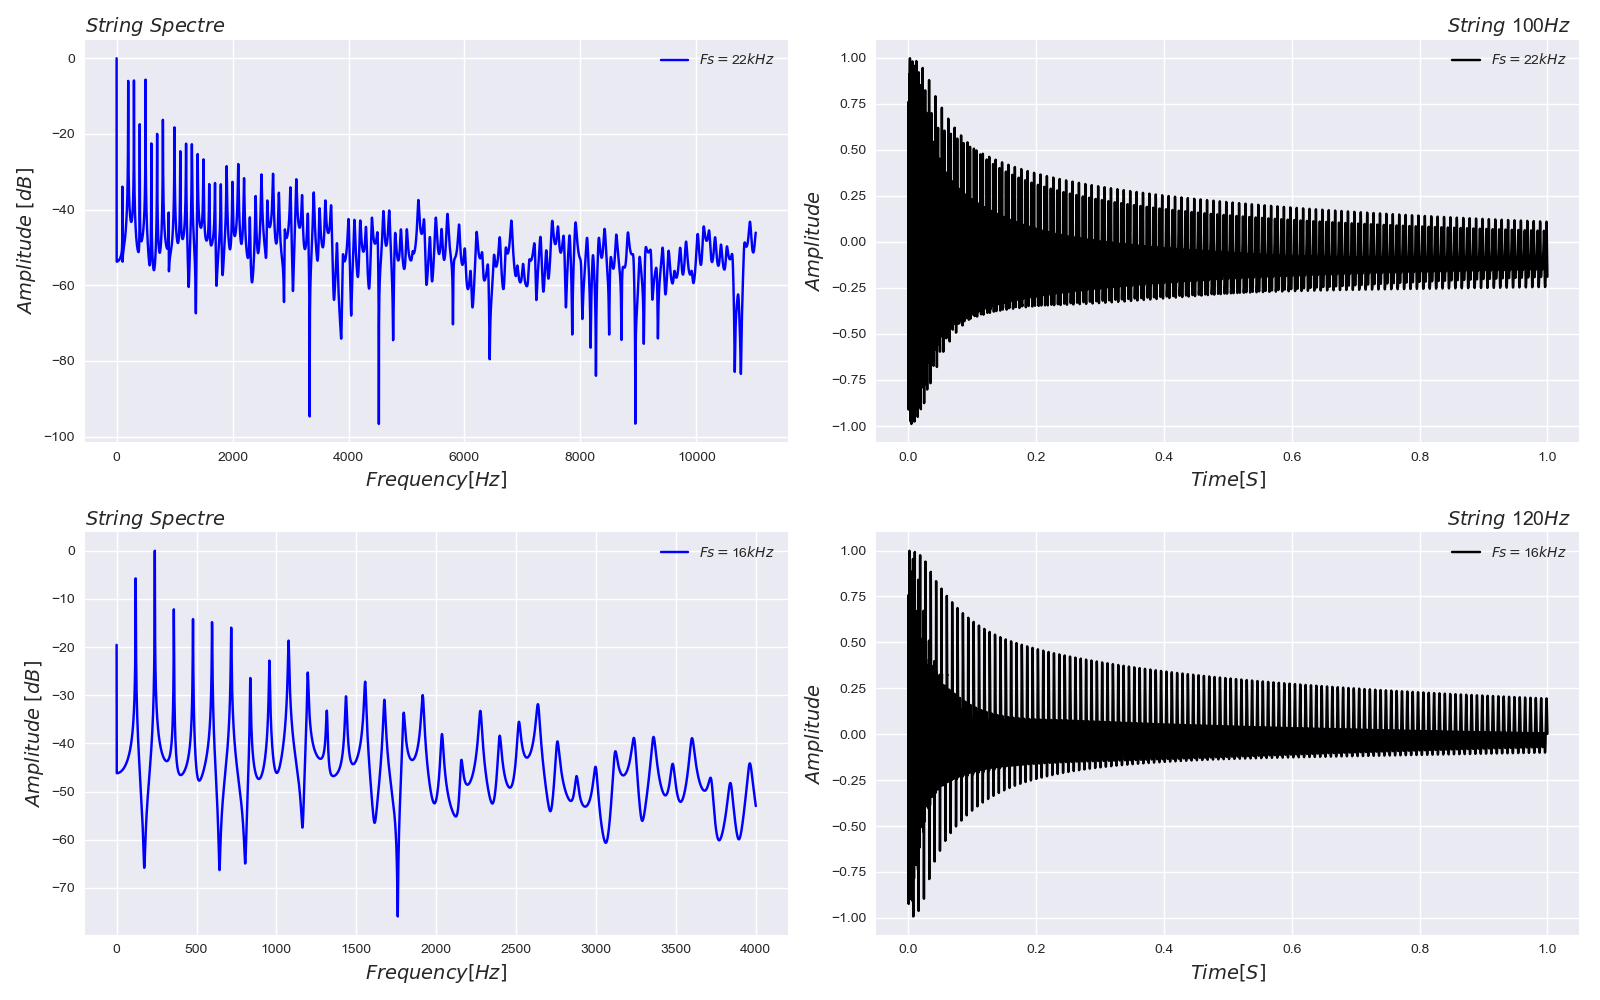 String Spectre
String 100Hz
Fs = 22kHz
Fs = 22kHz
Amplitude [dB]
0
−20
−40
−60
−80
−100
0 2000 4000 6000 8000 10000
Frequency[Hz]
Amplitude
1.00
0.75
0.50
0.25
0.00
−0.25
−0.50
−0.75
−1.00
0.0 0.2 0.4 0.6 0.8 1.0
Time[S]
String Spectre
String 120Hz
Fs = 16kHz
Fs = 16kHz
Amplitude [dB]
0
−10
−20
−30
−40
−50
−60
−70
0 500 1000 1500 2000 2500 3000 3500 4000
Frequency[Hz]
Amplitude
1.00
0.75
0.50
0.25
0.00
−0.25
−0.50
−0.75
−1.00
0.0 0.2 0.4 0.6 0.8 1.0
Time[S]